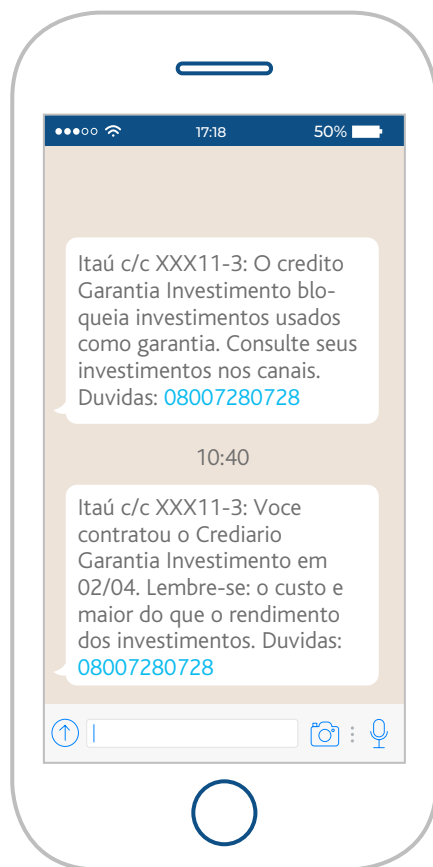 17:18
50%
Itaú c/c XXX11-3: O credito
Garantia Investimento blo-
queia investimentos usados
como garantia. Consulte seus
investimentos nos canais.
Duvidas: 08007280728
10:40
Itaú c/c XXX11-3: Voce
contratou o Crediario
Garantia Investimento em
02/04. Lembre-se: o custo e
maior do que o rendimento
dos investimentos. Duvidas:
08007280728